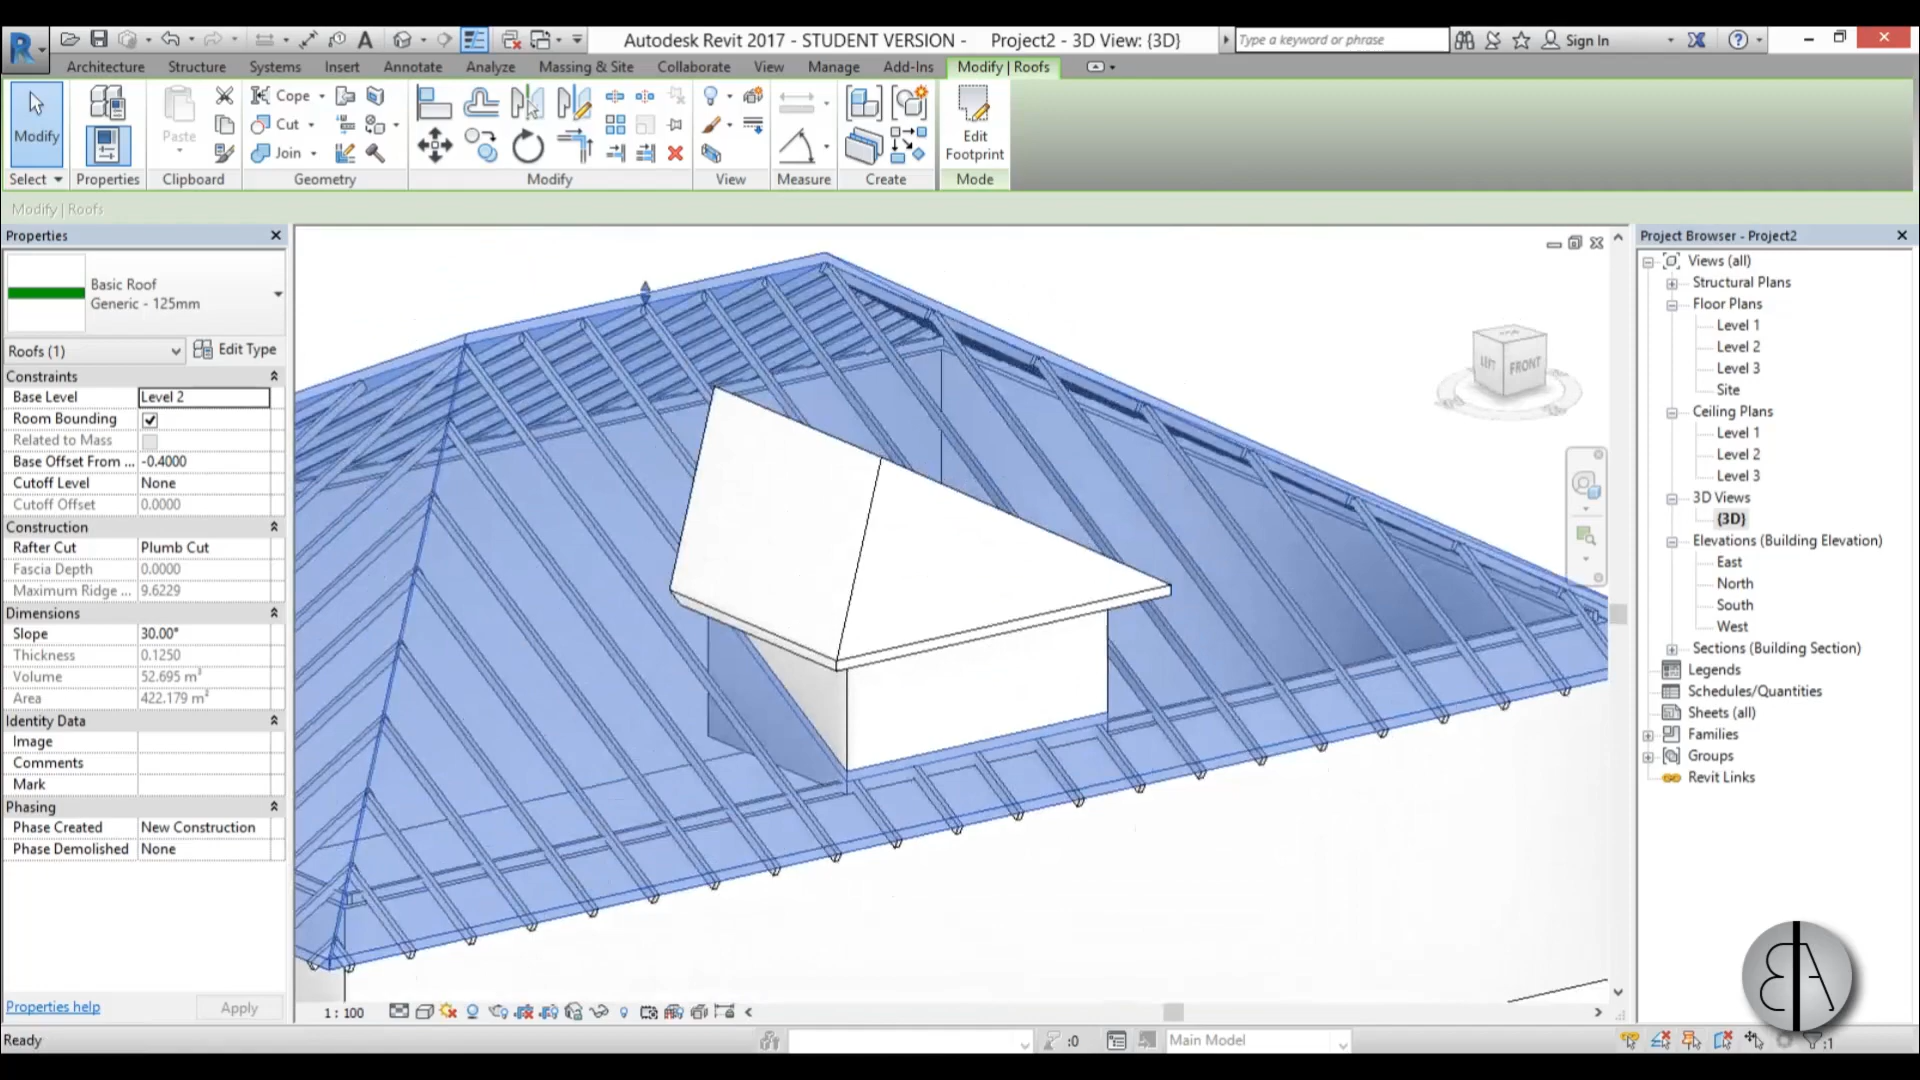 Autodesk Revit 2017 - STUDENT VERSION -    Project2 - 3D View: {3D}
Type a keyword or phrase
Sign In
Architecture Structure Systems Insert Annotate Analyze Massing & Site Collaborate View Manage Add-Ins Modify | Roofs
Modify
Paste
Cope
Cut
Join
Edit
Footprint
Select Properties Clipboard Geometry Modify View Measure Create Mode
Modify | Roofs
Properties
Basic Roof
Generic - 125mm
Roofs (1)
Edit Type
Constraints
Base Level Level 2
Room Bounding
Related to Mass
Base Offset From ... -0.4000
Cutoff Level None
Cutoff Offset 0.0000
Construction
Rafter Cut Plumb Cut
Fascia Depth 0.0000
Maximum Ridge ... 9.6229
Dimensions
Slope 30.00°
Thickness 0.1250
Volume 52.695 m³
Area 422.179 m²
Identity Data
Image
Comments
Mark
Phasing
Phase Created New Construction
Phase Demolished None
Properties help
Apply
LEFT
FRONT
1 : 100
Project Browser - Project2
Views (all)
Structural Plans
Floor Plans
Level 1
Level 2
Level 3
Site
Ceiling Plans
Level 1
Level 2
Level 3
3D Views
{3D}
Elevations (Building Elevation)
East
North
South
West
Sections (Building Section)
Legends
Schedules/Quantities
Sheets (all)
Families
Groups
Revit Links
Ready
:0
Main Model
:1